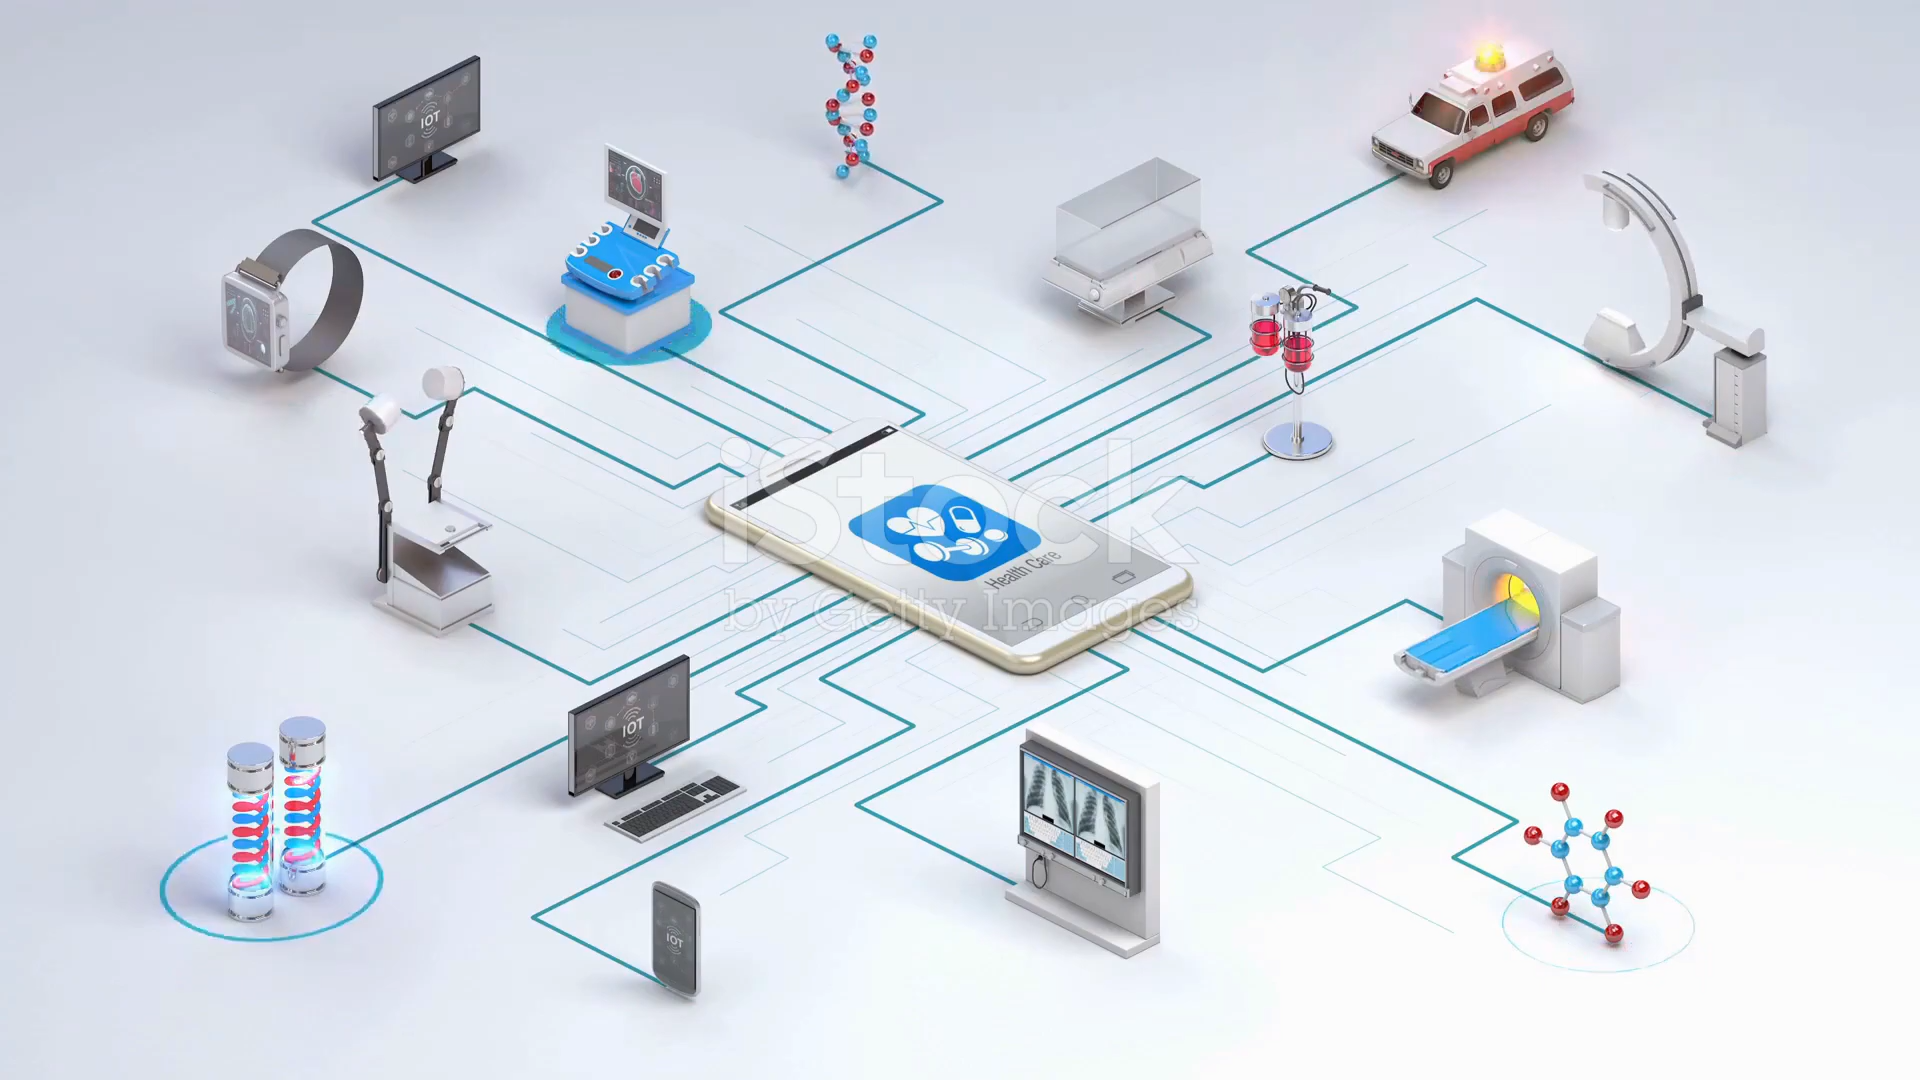 IOT
iStock
Health Care
by Getty Images
IOT
IOT